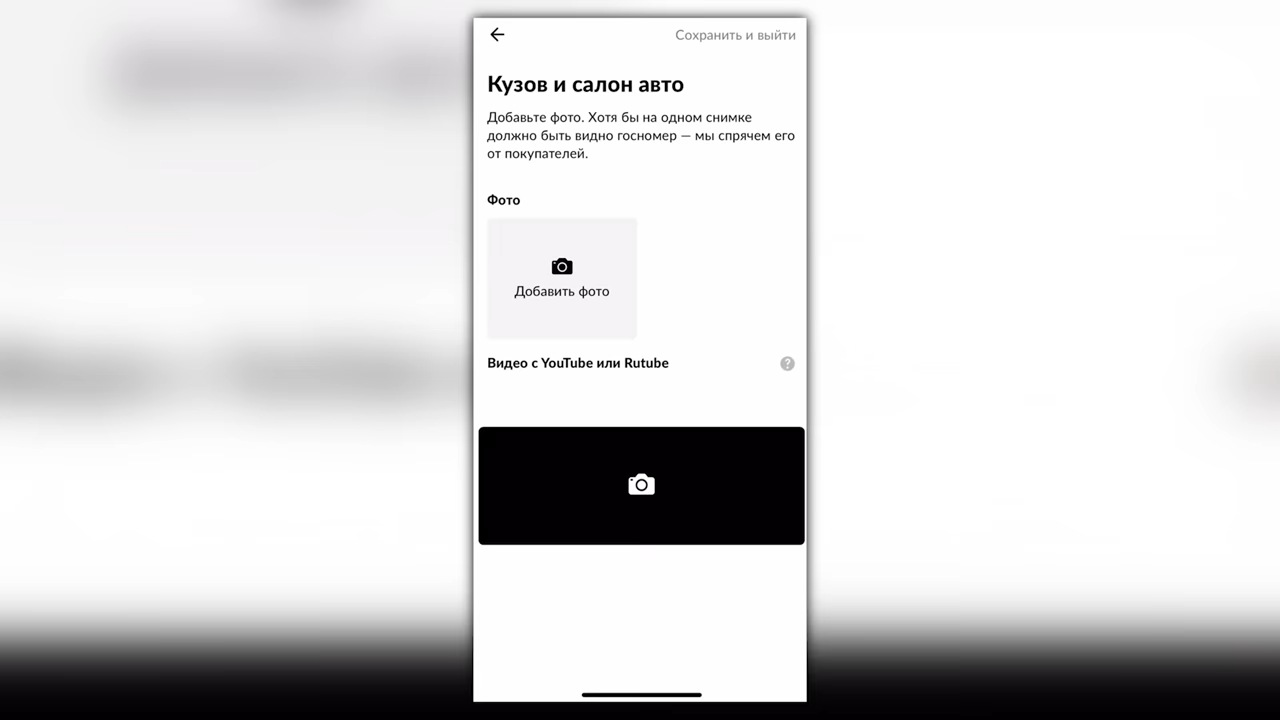 Сохранить и выйти
Кузов и салон авто
Добавьте фото. Хотя бы на одном снимке
должно быть видно госномер — мы спрячем его
от покупателей.
Фото
Добавить фото
Видео с YouTube или Rutube
?